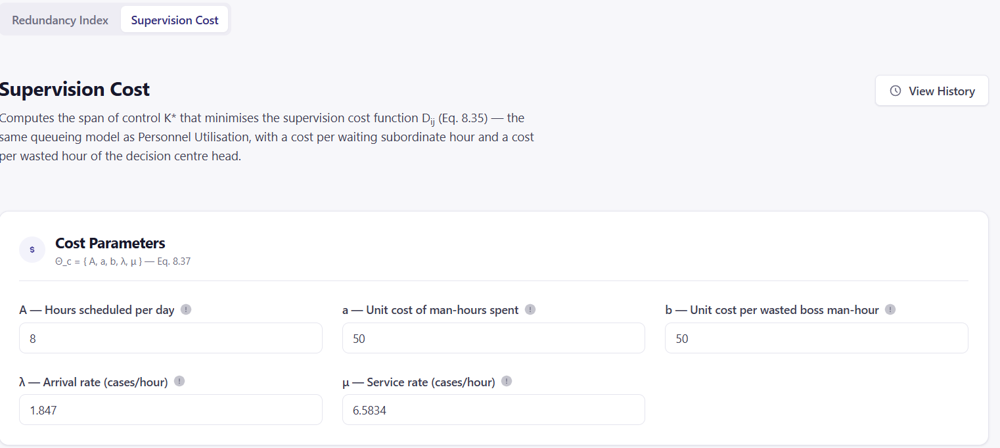 Redundancy Index
Supervision Cost
Supervision Cost
View History
Computes the span of control K* that minimises the supervision cost function Dij (Eq. 8.35) — the
same queueing model as Personnel Utilisation, with a cost per waiting subordinate hour and a cost
per wasted hour of the decision centre head.
$
Cost Parameters
Θ_c = { A, a, b, λ, μ } — Eq. 8.37
A — Hours scheduled per day !
a — Unit cost of man-hours spent !
b — Unit cost per wasted boss man-hour !
8
50
50
λ — Arrival rate (cases/hour) !
μ — Service rate (cases/hour) !
1.847
6.5834